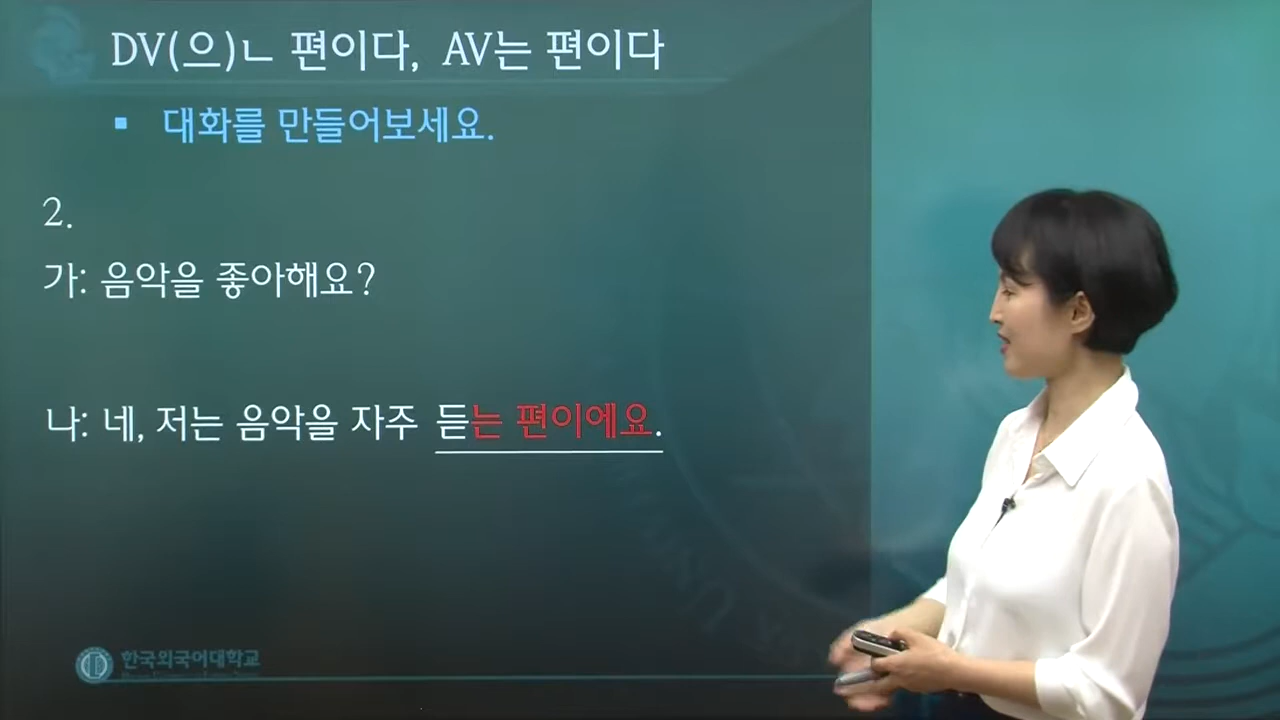 DV(으)ㄴ 편이다, AV는 편이다
▪ 대화를 만들어보세요.
2.
가: 음악을 좋아해요?
나: 네, 저는 음악을 자주 듣는 편이에요.
한국외국어대학교